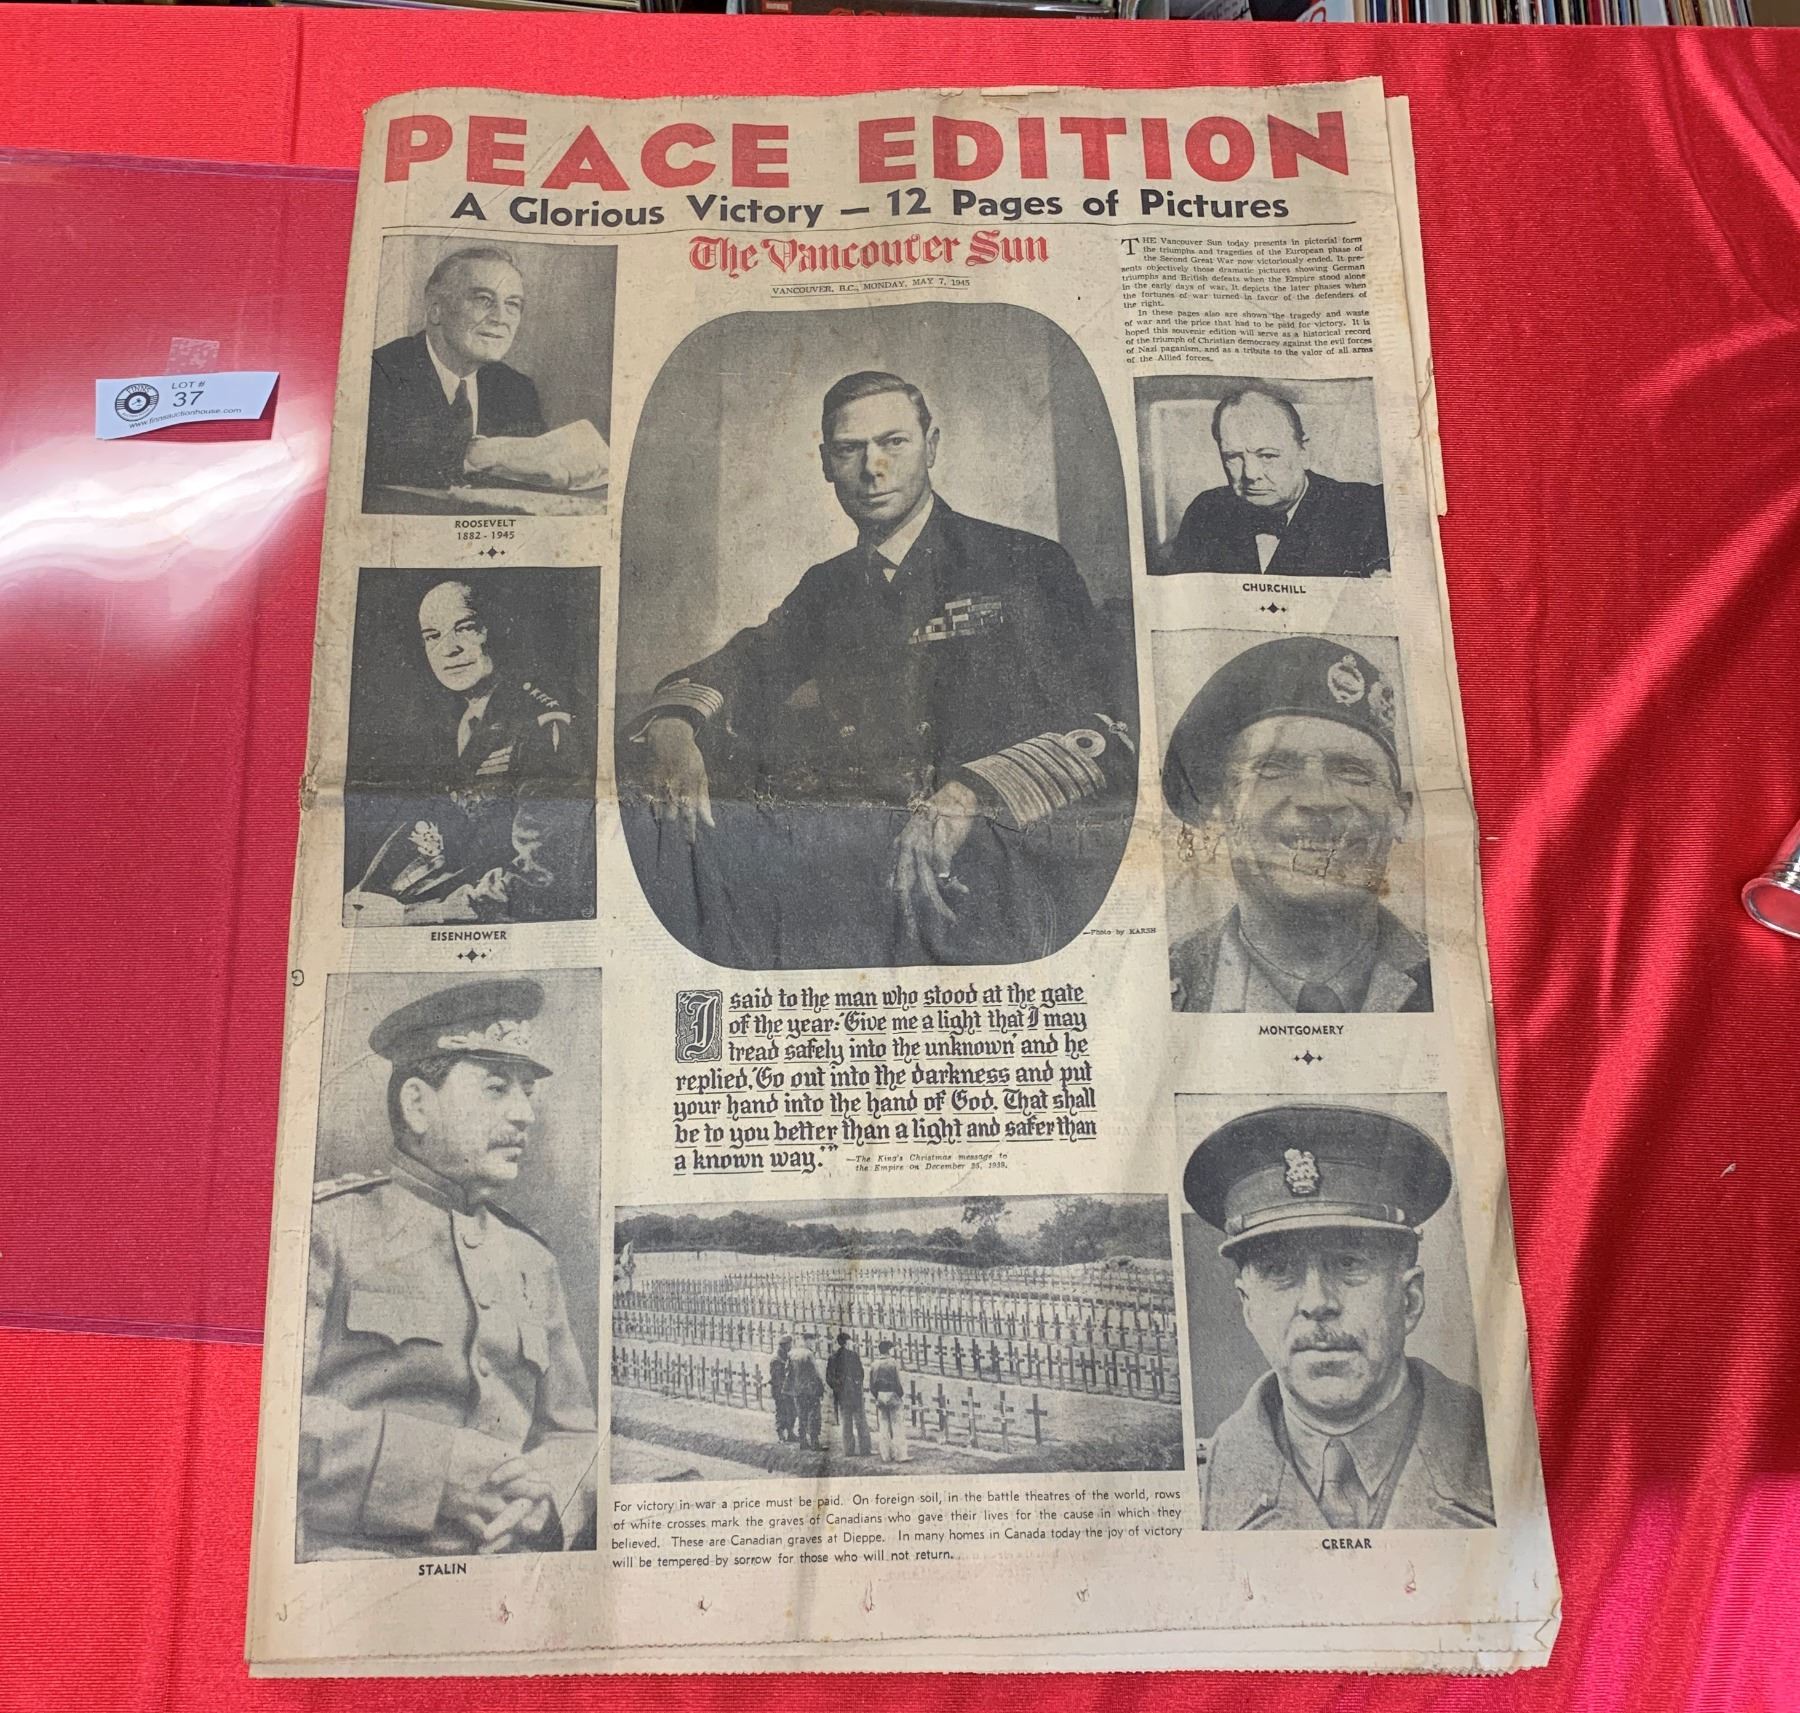 PEACE EDITION
A Glorious Victory — 12 Pages of Pictures
The Vancouver Sun
VANCOUVER, B.C., MONDAY, MAY 7, 1945
THE Vancouver Sun today presents in pictorial form
the triumphs and tragedies of the European phase of
the Second Great War now victoriously ended. It pre-
sents objectively those dramatic pictures showing German
triumphs and British defeats when the Empire stood alone
in the early days of war. It depicts the later phases when
the fortunes of war turned in favor of the defenders of
the right.
In these pages also are shown the tragedy and waste
of war and the price that had to be paid for victory. It is
hoped this souvenir edition will serve as a historical record
of the triumph of Christian democracy against the evil forces
of Nazi paganism, and as a tribute to the valor of all arms
of the Allied forces.
ROOSEVELT
1882 - 1945
CHURCHILL
EISENHOWER
—Photo by KARSH
MONTGOMERY
I said to the man who stood at the gate
of the year: 'Give me a light that I may
tread safely into the unknown' and he
replied, 'Go out into the darkness and put
your hand into the hand of God. That shall
be to you better than a light and safer than
a known way.'"
—The King's Christmas message to
the Empire on December 25, 1939.
For victory in war a price must be paid. On foreign soil, in the battle theatres of the world, rows
of white crosses mark the graves of Canadians who gave their lives for the cause in which they
believed. These are Canadian graves at Dieppe. In many homes in Canada today the joy of victory
will be tempered by sorrow for those who will not return.
STALIN
CRERAR
FINNS
LOT #
37
www.finnsauctionhouse.com